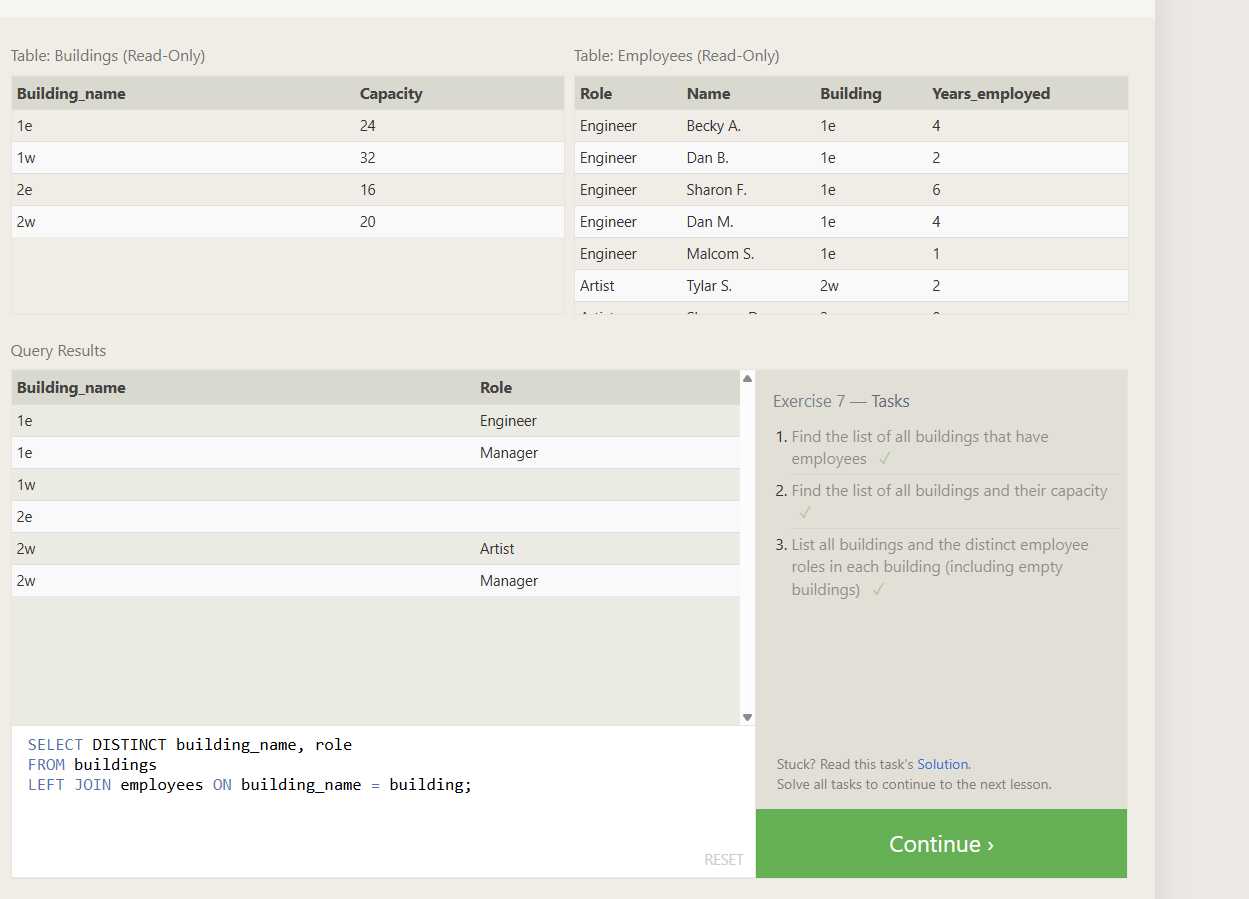 Table: Buildings (Read-Only)
Building_name Capacity
1e 24
1w 32
2e 16
2w 20
Table: Employees (Read-Only)
Role Name Building Years_employed
Engineer Becky A. 1e 4
Engineer Dan B. 1e 2
Engineer Sharon F. 1e 6
Engineer Dan M. 1e 4
Engineer Malcom S. 1e 1
Artist Tylar S. 2w 2
Query Results
Building_name Role
1e Engineer
1e Manager
1w
2e
2w Artist
2w Manager
SELECT DISTINCT building_name, role
FROM buildings
LEFT JOIN employees ON building_name = building;
RESET
Exercise 7 — Tasks
1. Find the list of all buildings that have
employees ✓
2. Find the list of all buildings and their capacity
✓
3. List all buildings and the distinct employee
roles in each building (including empty
buildings) ✓
Stuck? Read this task's Solution.
Solve all tasks to continue to the next lesson.
Continue ›